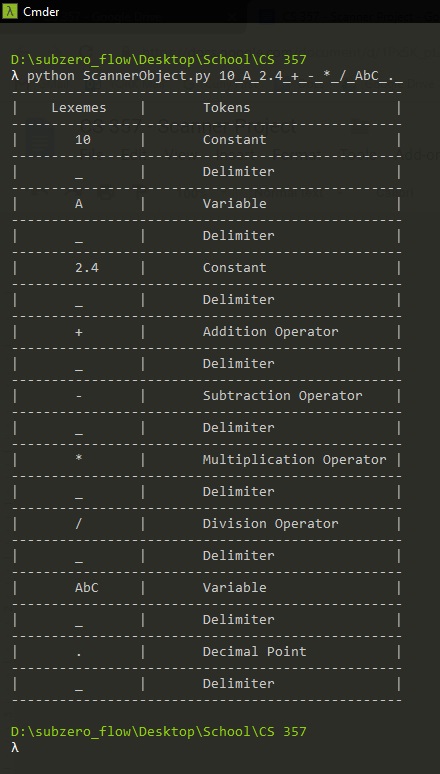 λ Cmder
D:\subzero_flow\Desktop\School\CS 357
λ python ScannerObject.py 10_A_2.4_+_-_*_/_AbC_._
-------------------------------------------------
|    Lexemes    |       Tokens                  |
-------------------------------------------------
|       10      |       Constant                |
-------------------------------------------------
|       _       |       Delimiter               |
-------------------------------------------------
|       A       |       Variable                |
-------------------------------------------------
|       _       |       Delimiter               |
-------------------------------------------------
|       2.4     |       Constant                |
-------------------------------------------------
|       _       |       Delimiter               |
-------------------------------------------------
|       +       |       Addition Operator       |
-------------------------------------------------
|       _       |       Delimiter               |
-------------------------------------------------
|       -       |       Subtraction Operator    |
-------------------------------------------------
|       _       |       Delimiter               |
-------------------------------------------------
|       *       |       Multiplication Operator |
-------------------------------------------------
|       _       |       Delimiter               |
-------------------------------------------------
|       /       |       Division Operator       |
-------------------------------------------------
|       _       |       Delimiter               |
-------------------------------------------------
|       AbC     |       Variable                |
-------------------------------------------------
|       _       |       Delimiter               |
-------------------------------------------------
|       .       |       Decimal Point           |
-------------------------------------------------
|       _       |       Delimiter               |
-------------------------------------------------
D:\subzero_flow\Desktop\School\CS 357
λ